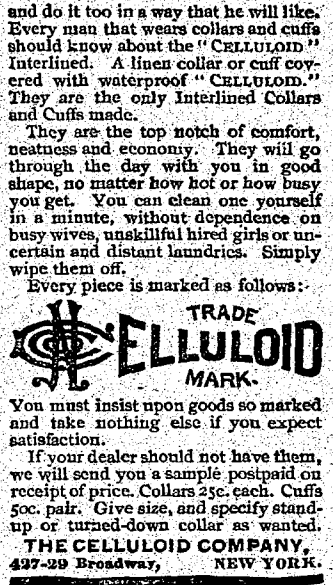 and do it too in a way that he will like.
Every man that wears collars and cuffs
should know about the "CELLULOID"
Interlined. A linen collar or cuff cov-
ered with waterproof "CELLULOID."
They are the only Interlined Collars
and Cuffs made.
They are the top notch of comfort,
neatness and economy. They will go
through the day with you in good
shape, no matter how hot or how busy
you get. You can clean one yourself
in a minute, without dependence on
busy wives, unskillful hired girls or un-
certain and distant laundries. Simply
wipe them off.
Every piece is marked as follows:-
TRADE
CELLULOID
MARK.
You must insist upon goods so marked
and take nothing else if you expect
satisfaction.
If your dealer should not have them,
we will send you a sample postpaid on
receipt of price. Collars 25c. each. Cuffs
50c. pair. Give size, and specify stand-
up or turned-down collar as wanted.
THE CELLULOID COMPANY,
427-29 Broadway, NEW YORK.